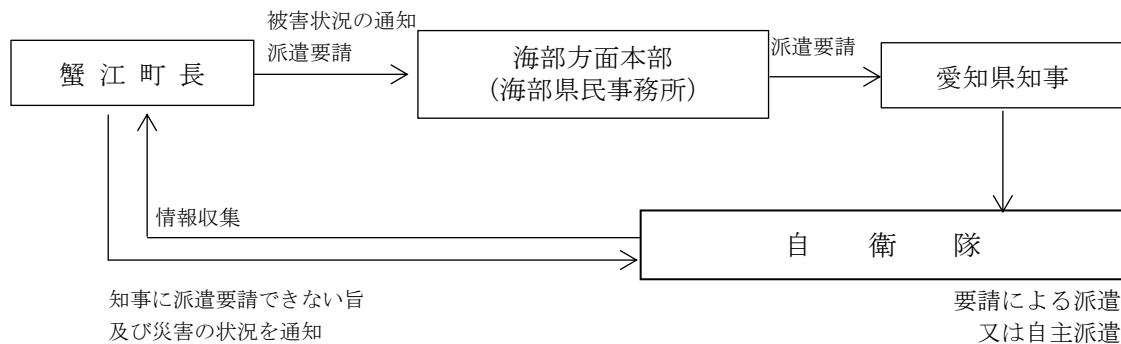 被害状況の通知
派遣要請
蟹江町長
海部方面本部
(海部県民事務所)
派遣要請
愛知県知事
情報収集
自衛隊
知事に派遣要請できない旨
及び災害の状況を通知
要請による派遣
又は自主派遣